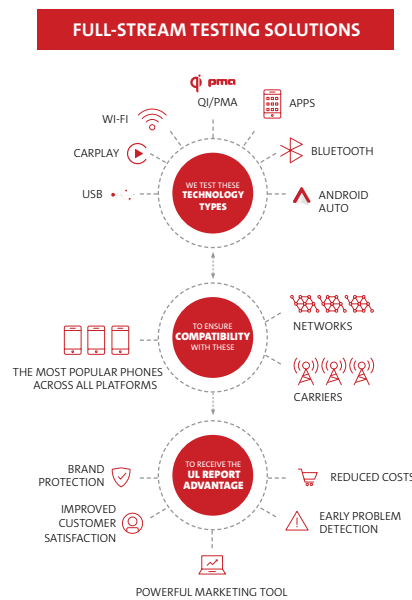 FULL-STREAM TESTING SOLUTIONS
qi pma
QI/PMA
APPS
WI-FI
CARPLAY
BLUETOOTH
USB
WE TEST THESE
TECHNOLOGY
TYPES
ANDROID
AUTO
TO ENSURE
COMPATIBILITY
WITH THESE
NETWORKS
THE MOST POPULAR PHONES
ACROSS ALL PLATFORMS
CARRIERS
TO RECEIVE THE
UL REPORT
ADVANTAGE
BRAND
PROTECTION
REDUCED COSTS
IMPROVED
CUSTOMER
SATISFACTION
EARLY PROBLEM
DETECTION
POWERFUL MARKETING TOOL